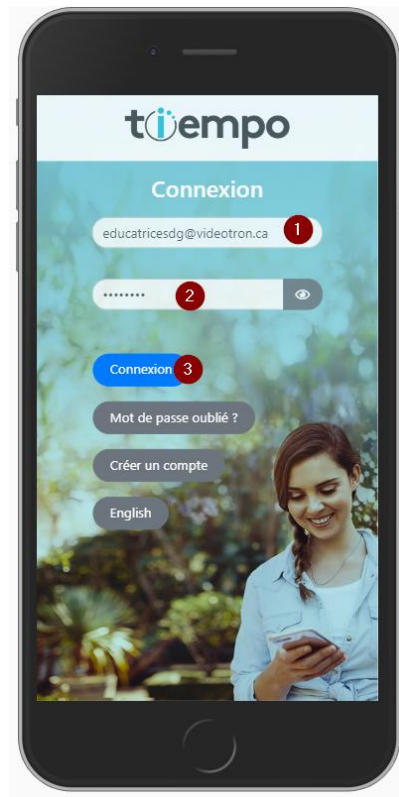 tiempo
Connexion
educatricesdg@videotron.ca 1
•••••••• 2
Connexion 3
Mot de passe oublié ?
Créer un compte
English